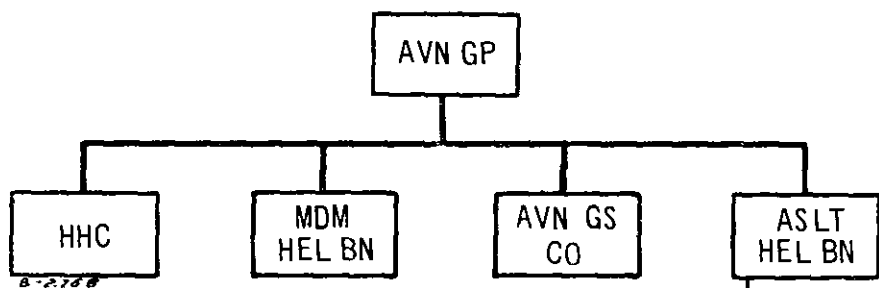 AVN GP
HHC
MDM
HEL BN
AVN GS
CO
ASLT
HEL BN